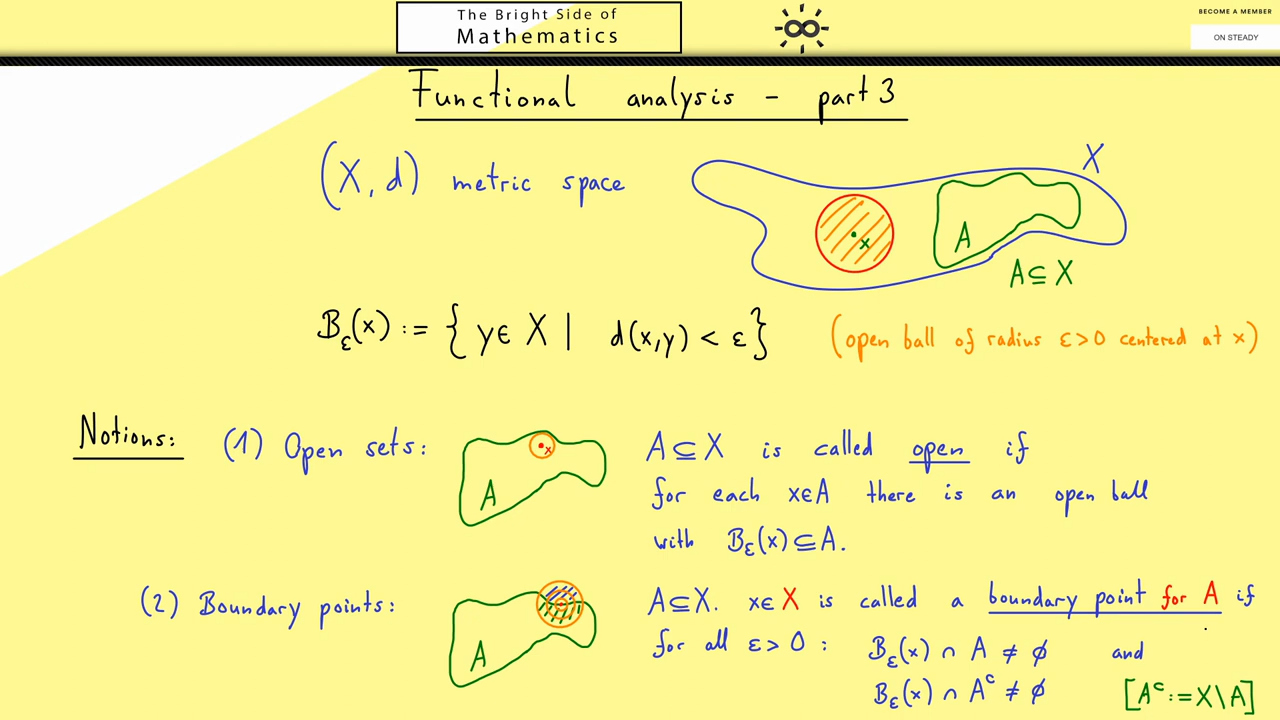 The Bright Side of
Mathematics
BECOME A MEMBER
ON STEADY
Functional analysis - part 3
(X, d) metric space
X
x
A
A ⊆ X
B_ε(x) := { y ∈ X | d(x,y) < ε }
(open ball of radius ε > 0 centered at x)
Notions:
(1) Open sets:
x
A
A ⊆ X is called open if
for each x ∈ A there is an open ball
with B_ε(x) ⊆ A.
(2) Boundary points:
A
A ⊆ X. x ∈ X is called a boundary point for A if
for all ε > 0 : B_ε(x) ∩ A ≠ ∅ and
B_ε(x) ∩ A^c ≠ ∅ [A^c := X \ A]